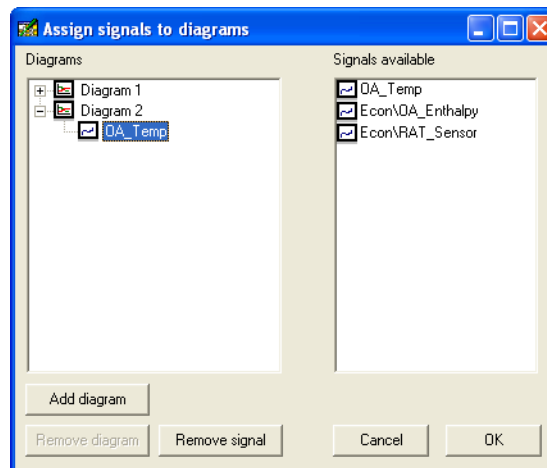 Assign signals to diagrams
Diagrams
Signals available
Diagram 1
Diagram 2
OA_Temp
OA_Temp
Econ\OA_Enthalpy
Econ\RAT_Sensor
Add diagram
Remove diagram
Remove signal
Cancel
OK